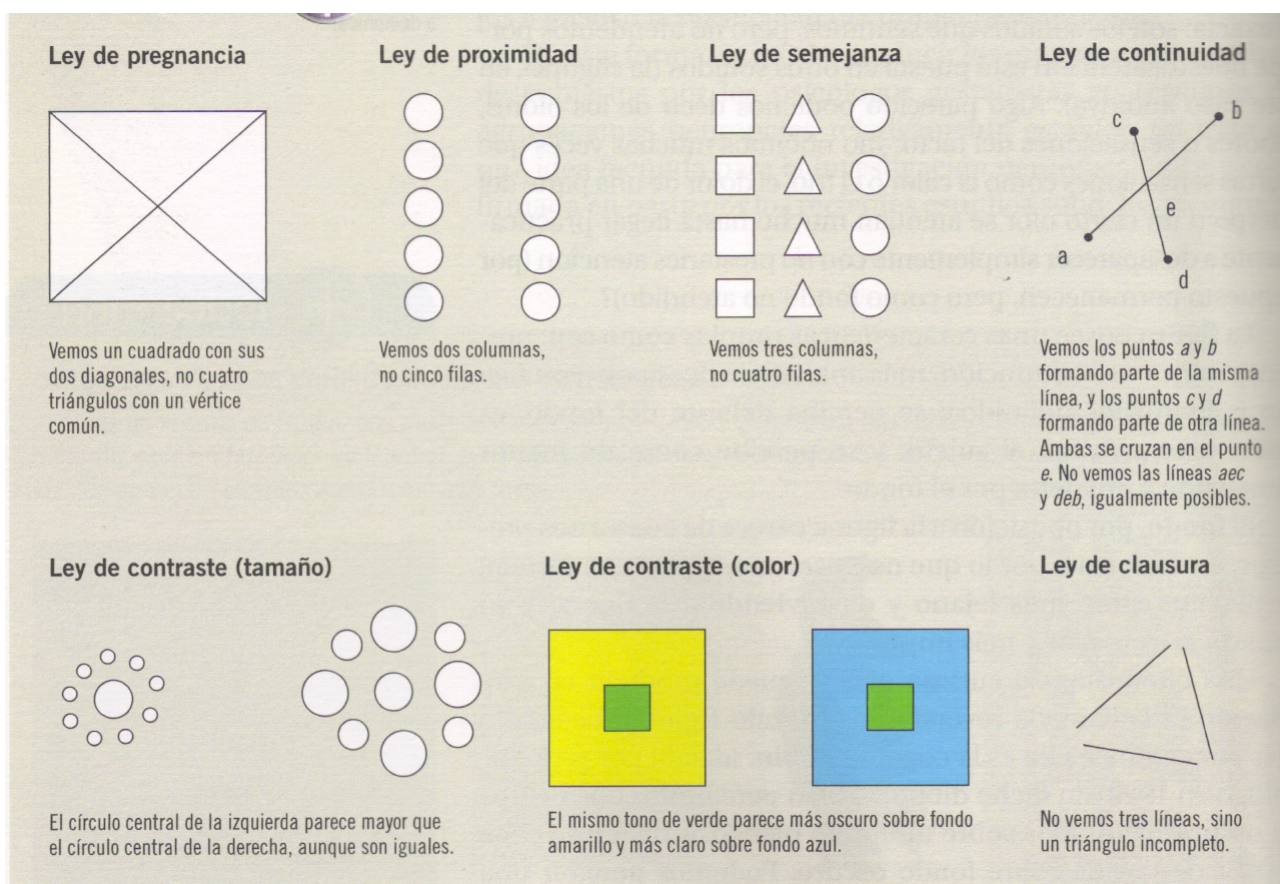 Ley de pregnancia
Vemos un cuadrado con sus
dos diagonales, no cuatro
triángulos con un vértice
común.
Ley de proximidad
Vemos dos columnas,
no cinco filas.
Ley de semejanza
Vemos tres columnas,
no cuatro filas.
Ley de continuidad
c
b
e
a
d
Vemos los puntos a y b
formando parte de la misma
línea, y los puntos c y d
formando parte de otra línea.
Ambas se cruzan en el punto
e. No vemos las líneas aec
y deb, igualmente posibles.
Ley de contraste (tamaño)
El círculo central de la izquierda parece mayor que
el círculo central de la derecha, aunque son iguales.
Ley de contraste (color)
El mismo tono de verde parece más oscuro sobre fondo
amarillo y más claro sobre fondo azul.
Ley de clausura
No vemos tres líneas, sino
un triángulo incompleto.